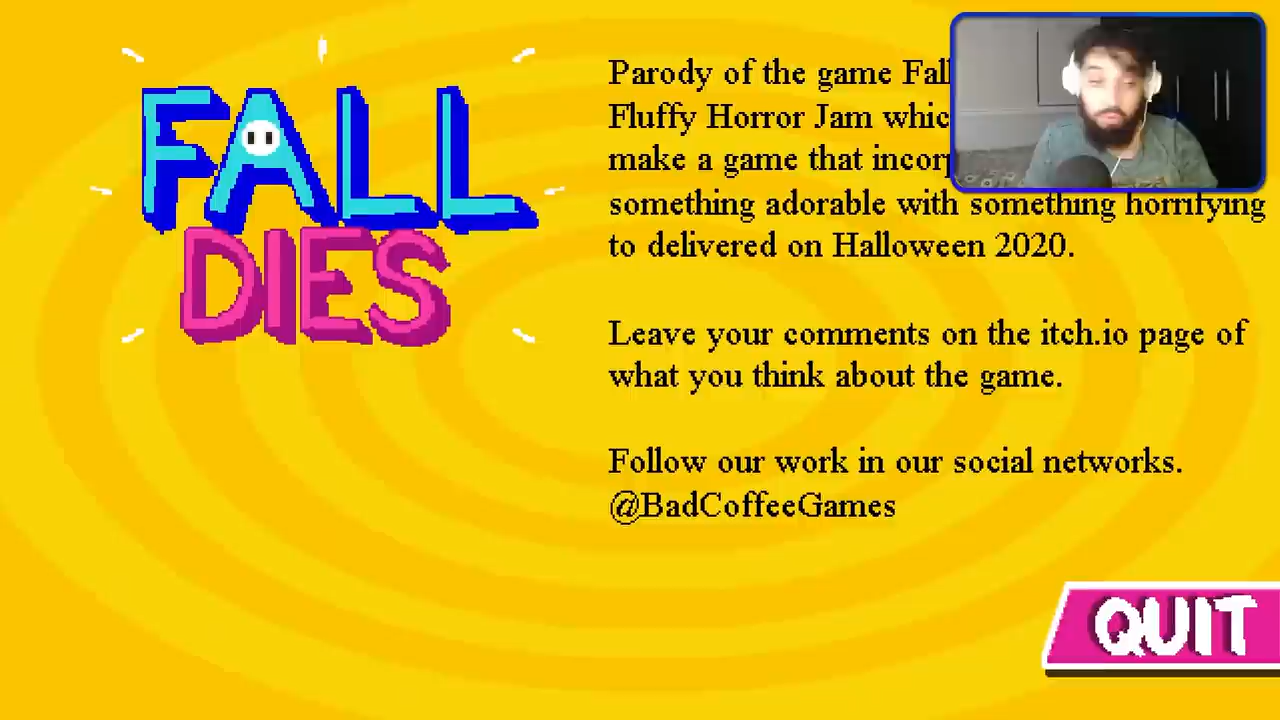 FALL
DIES
Parody of the game Fall
Fluffy Horror Jam
make a game that
something adorable with something horrifying
to delivered on Halloween 2020.
Leave your comments on the itch.io page of
what you think about the game.
Follow our work in our social networks.
@BadCoffeeGames
QUIT